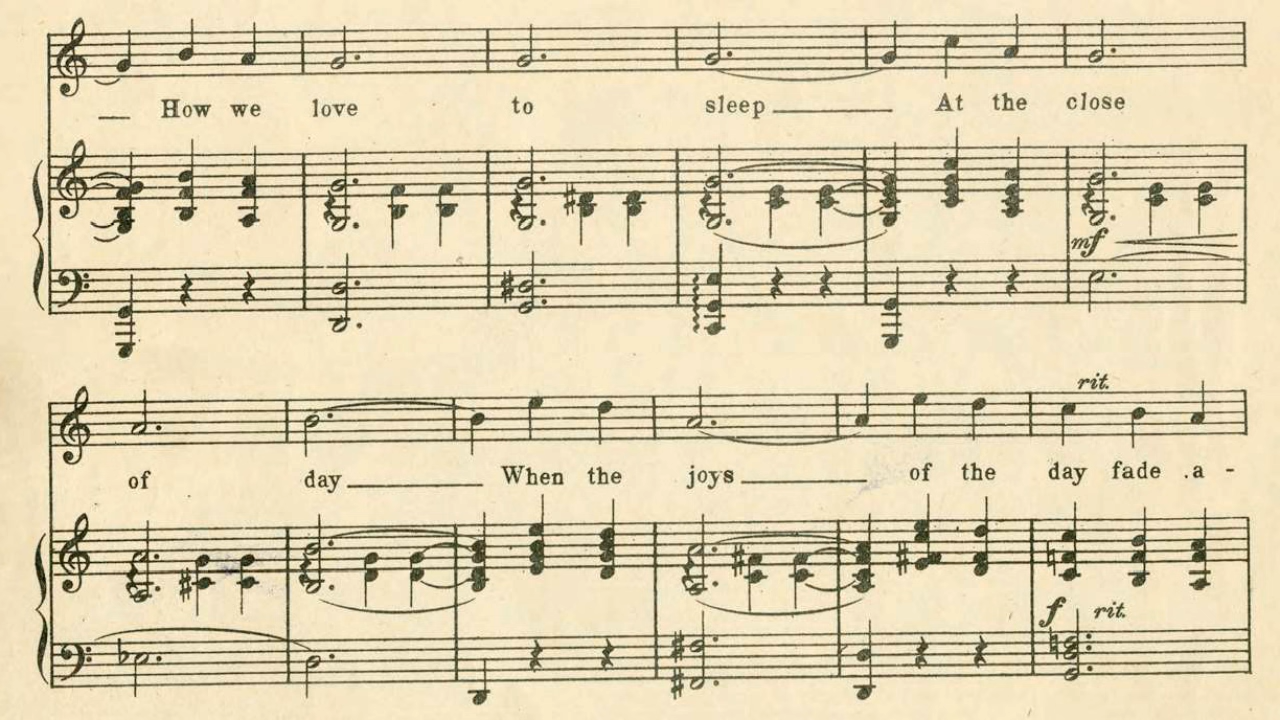 How we love to sleep At the close
mf
rit.
of day When the joys of the day fade .a -
f rit.